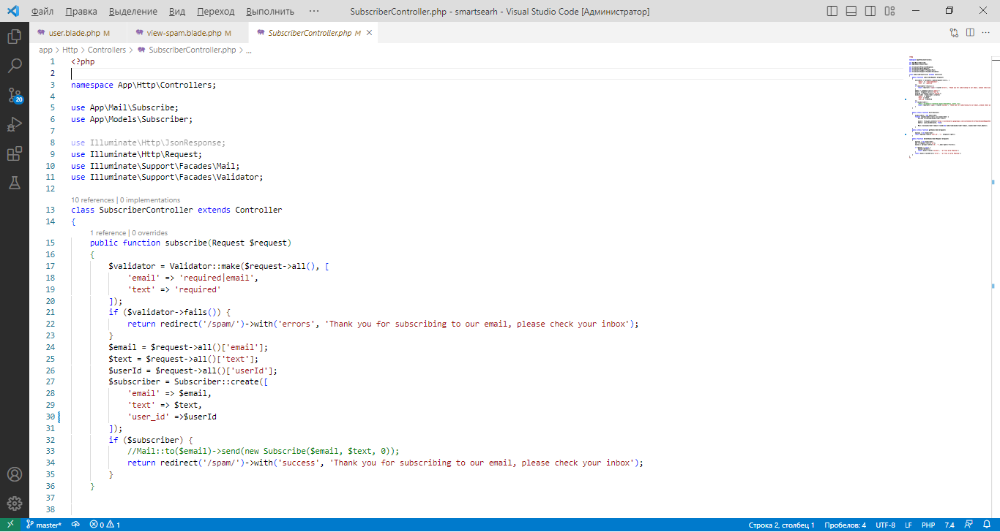 Файл Правка Выделение Вид Переход Выполнить ··· SubscriberController.php - smartsearh - Visual Studio Code [Администратор]
user.blade.php M view-spam.blade.php M SubscriberController.php M
app > Http > Controllers > SubscriberController.php > ...
1 <?php
2
3 namespace App\Http\Controllers;
4
5 use App\Mail\Subscribe;
6 use App\Models\Subscriber;
7
8 use Illuminate\Http\JsonResponse;
9 use Illuminate\Http\Request;
10 use Illuminate\Support\Facades\Mail;
11 use Illuminate\Support\Facades\Validator;
12
10 references | 0 implementations
13 class SubscriberController extends Controller
14 {
1 reference | 0 overrides
15 public function subscribe(Request $request)
16 {
17 $validator = Validator::make($request->all(), [
18 'email' => 'required|email',
19 'text' => 'required'
20 ]);
21 if ($validator->fails()) {
22 return redirect('/spam/')->with('errors', 'Thank you for subscribing to our email, please check your inbox');
23 }
24 $email = $request->all()['email'];
25 $text = $request->all()['text'];
26 $userId = $request->all()['userId'];
27 $subscriber = Subscriber::create([
28 'email' => $email,
29 'text' => $text,
30 'user_id' =>$userId
31 ]);
32 if ($subscriber) {
33 //Mail::to($email)->send(new Subscribe($email, $text, 0));
34 return redirect('/spam/')->with('success', 'Thank you for subscribing to our email, please check your inbox');
35 }
36 }
37
38
20
master* 0 1 Строка 2, столбец 1 Пробелов: 4 UTF-8 LF PHP 7.4